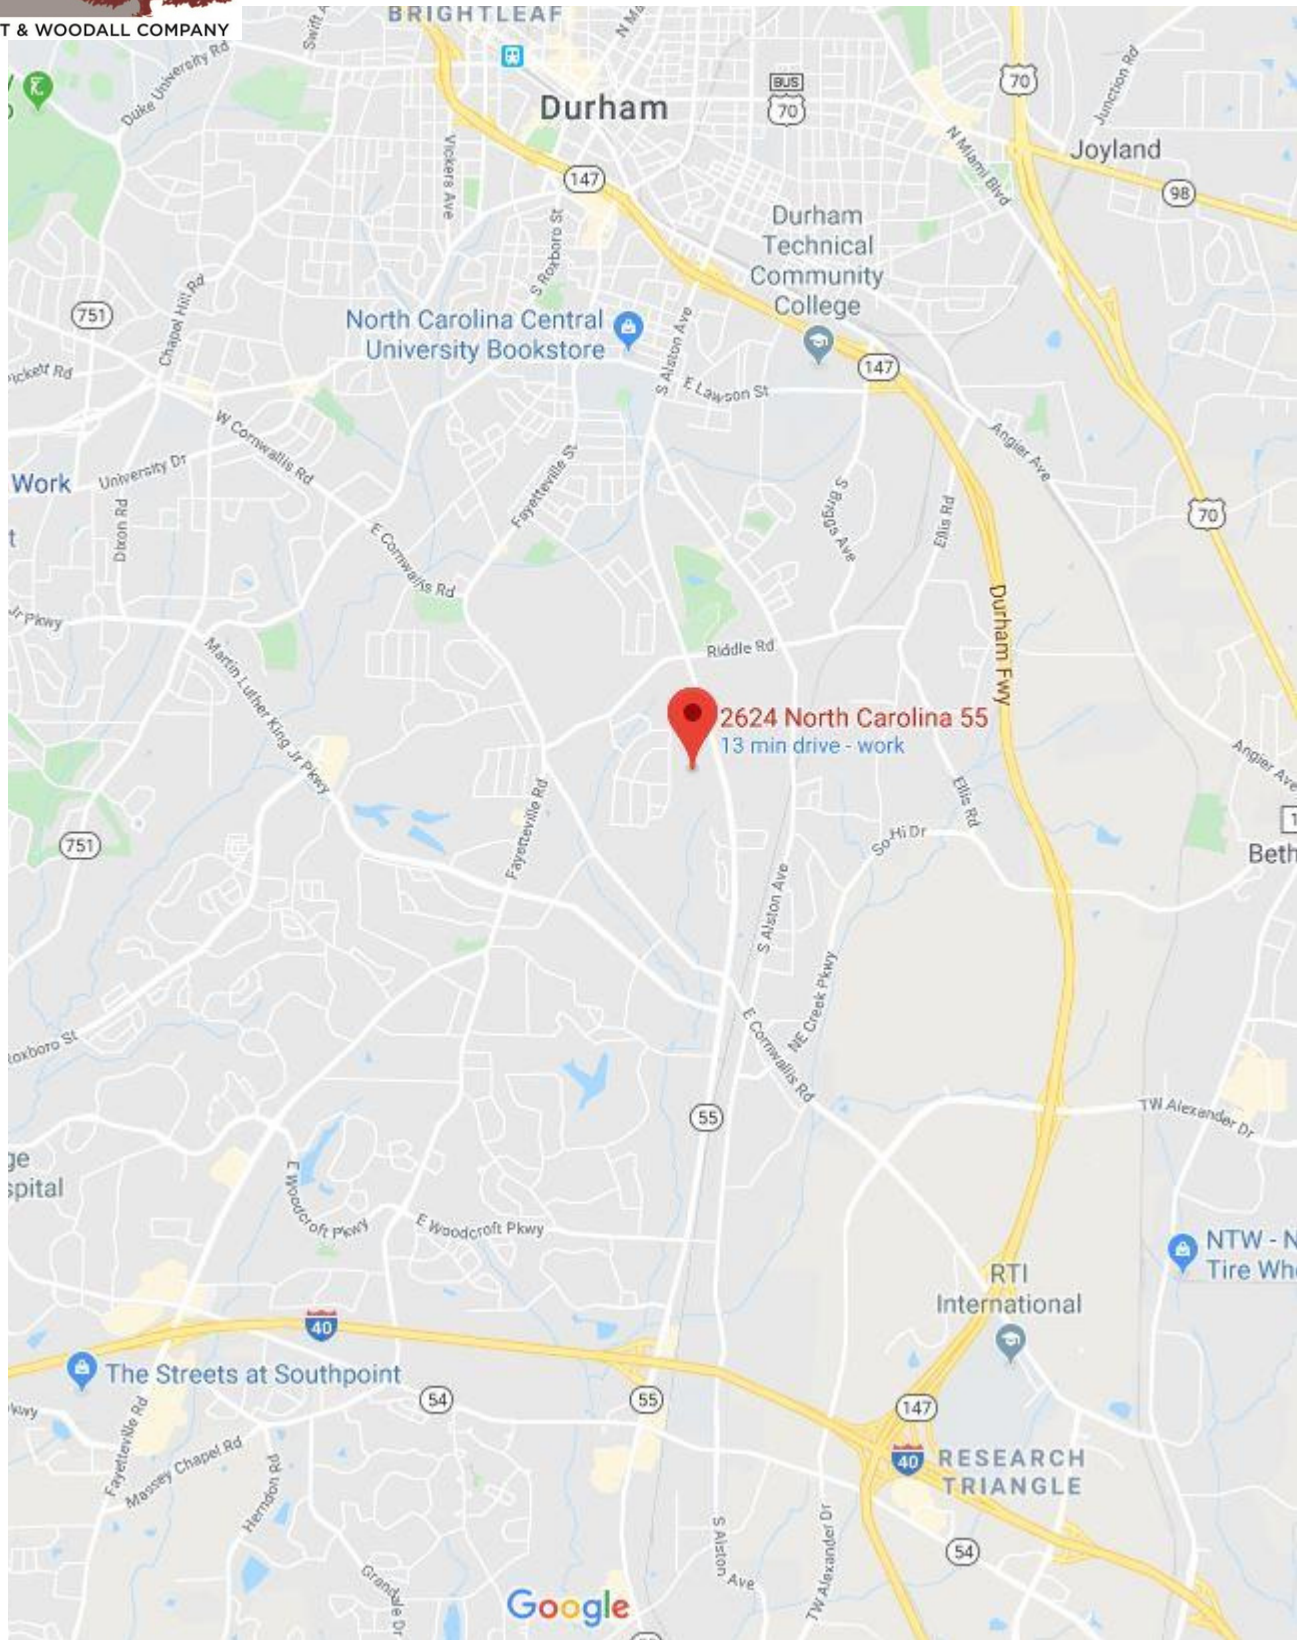 T & WOODALL COMPANY
BRIGHTLEAF
Swift A
N Ma
Duke University Rd
Durham
BUS
70
70
Junction Rd
Joyland
N Miami Blvd
98
Vickers Ave
147
S Roxboro St
Durham
Technical
Community
College
751
Chapel Hill Rd
North Carolina Central
University Bookstore
S Alston Ave
147
ickett Rd
E Lawson St
W Cornwallis Rd
Angier Ave
University Dr
Work
Fayetteville St
Dixon Rd
t
S Briggs Ave
Ellis Rd
70
E Cornwallis Rd
Jr Pkwy
Durham Fwy
Martin Luther King Jr Pkwy
Riddle Rd
2624 North Carolina 55
13 min drive - work
Angier Ave
Ellis Rd
Fayetteville Rd
751
So Hi Dr
1
Beth
S Alston Ave
NE Creek Pkwy
E Cornwallis Rd
oxboro St
55
TW Alexander Dr
ge
spital
E Woodcroft Pkwy
E Woodcroft Pkwy
NTW - N
Tire Whe
RTI
International
40
The Streets at Southpoint
54
55
147
kwy
Fayetteville Rd
Massey Chapel Rd
Herndon Rd
40
RESEARCH
TRIANGLE
S Alston Ave
TW Alexander Dr
54
Grandale Dr
Google